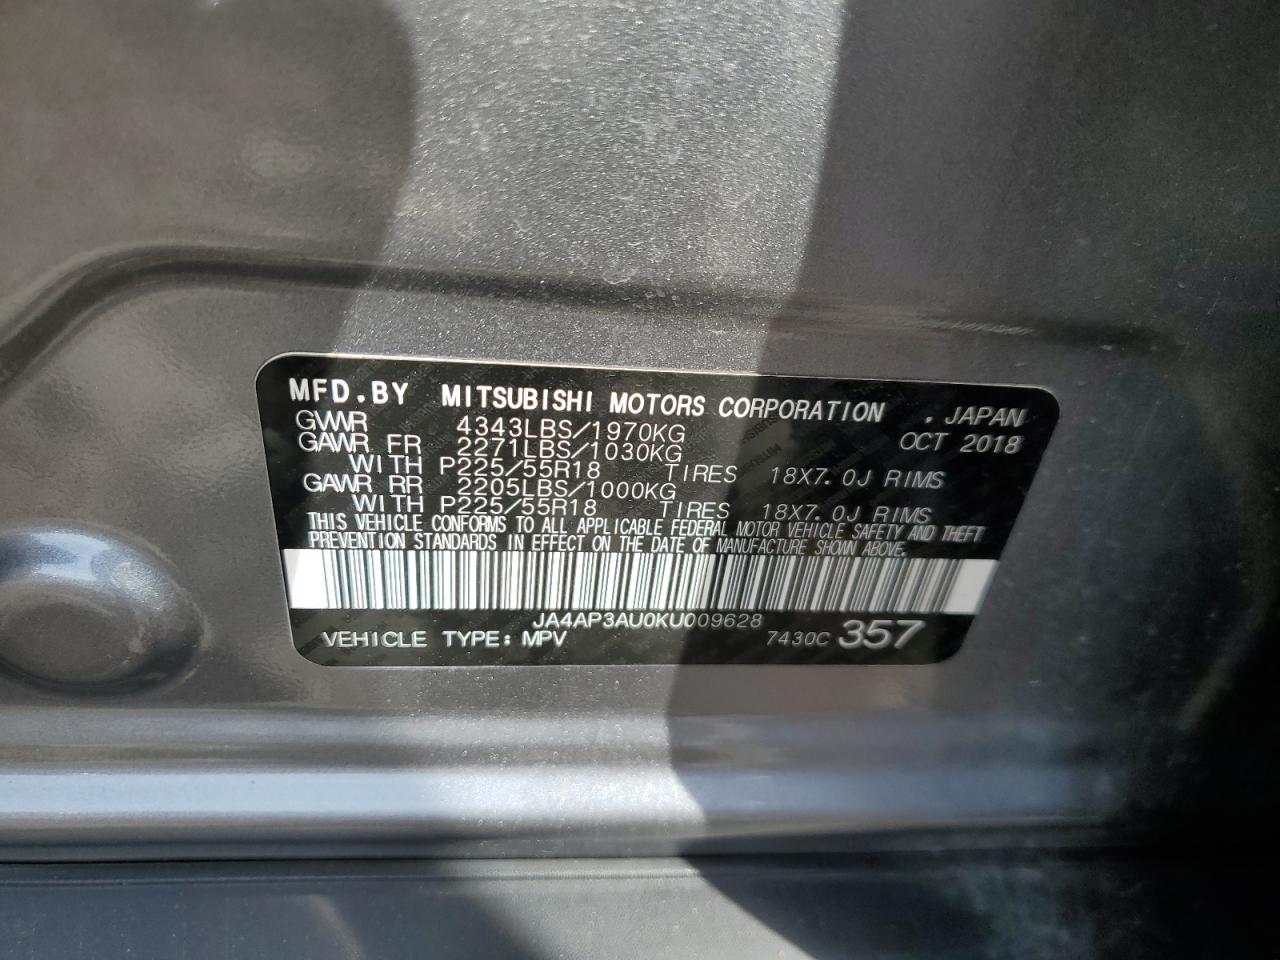 MFD.BY MITSUBISHI MOTORS CORPORATION , JAPAN
GVWR 4343LBS/1970KG OCT 2018
GAWR FR 2271LBS/1030KG
WITH P225/55R18 TIRES 18X7.0J RIMS
GAWR RR 2205LBS/1000KG
WITH P225/55R18 TIRES 18X7.0J RIMS
THIS VEHICLE CONFORMS TO ALL APPLICABLE FEDERAL MOTOR VEHICLE SAFETY AND THEFT
PREVENTION STANDARDS IN EFFECT ON THE DATE OF MANUFACTURE SHOWN ABOVE.
JA4AP3AU0KU009628
VEHICLE TYPE: MPV 7430C 357